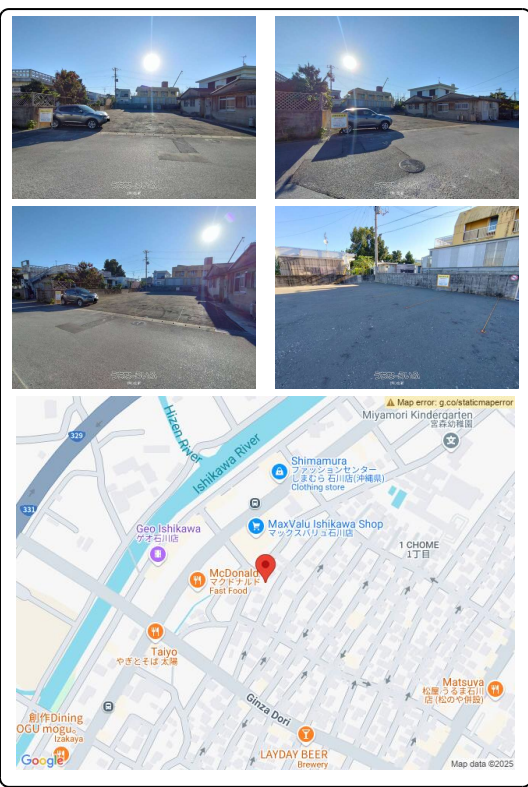 Map error: g.co/staticmaperror
Miyamori Kindergarten
宮森幼稚園
329
Hizen River
Ishikawa River
Shimamura
ファッションセンター
しまむら 石川店(沖縄県)
Clothing store
331
MaxValu Ishikawa Shop
マックスバリュ石川店
Geo Ishikawa
ゲオ石川店
1 CHOME
1丁目
McDonald
マクドナルド
Fast Food
Taiyo
やぎとそば 太陽
Matsuya
松屋 うるま石川
店 (松のや併設)
Ginza Dori
創作Dining
OGU mogu。
Izakaya
LAYDAY BEER
Brewery
Google
Map data ©2025